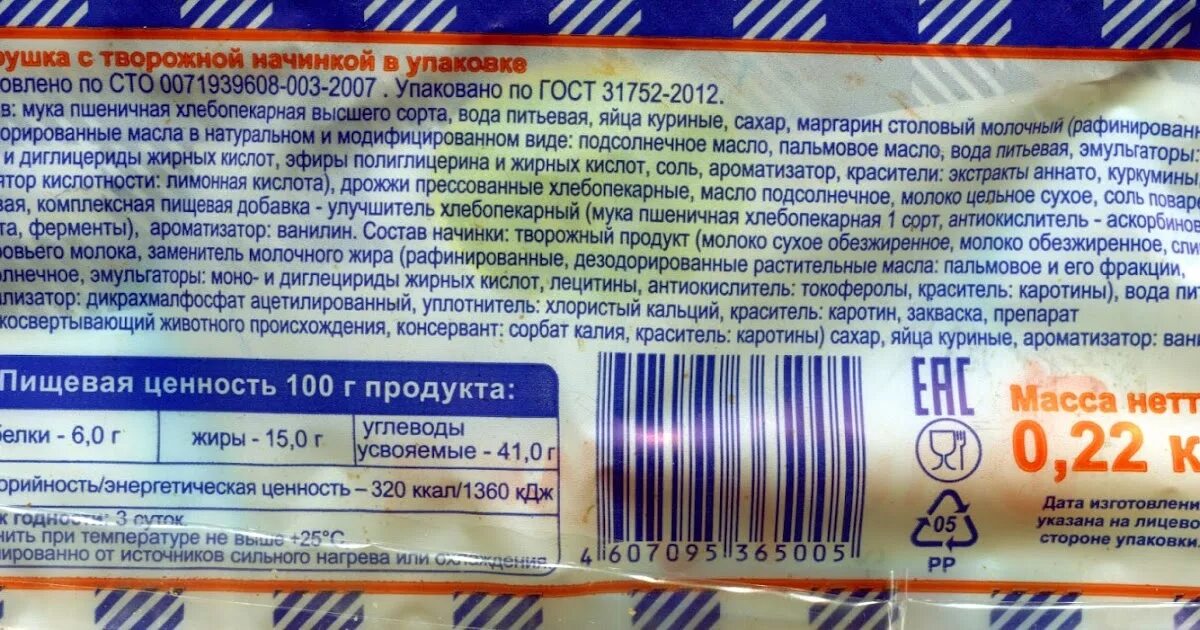 рушка с творожной начинкой в упаковке
овлено по СТО 0071939608-003-2007 . Упаковано по ГОСТ 31752-2012.
в: мука пшеничная хлебопекарная высшего сорта, вода питьевая, яйца куриные, сахар, маргарин столовый молочный (рафинирован
орированные масла в натуральном и модифицированном виде: подсолнечное масло, пальмовое масло, вода питьевая, эмульгаторы:
и диглицериды жирных кислот, эфиры полиглицерина и жирных кислот, соль, ароматизатор, красители: экстракты аннато, куркумины,
ятор кислотности: лимонная кислота), дрожжи прессованные хлебопекарные, масло подсолнечное, молоко цельное сухое, соль поваре
вая, комплексная пищевая добавка - улучшитель хлебопекарный (мука пшеничная хлебопекарная 1 сорт, антиокислитель - аскорбинов
та, ферменты), ароматизатор: ванилин. Состав начинки: творожный продукт (молоко сухое обезжиренное, молоко обезжиренное, сли
ровьего молока, заменитель молочного жира (рафинированные, дезодорированные растительные масла: пальмовое и его фракции,
олнечное, эмульгаторы: моно- и диглецириды жирных кислот, лецитины, антиокислитель: токоферолы, краситель: каротины), вода пит
лизатор: дикрахмалфосфат ацетилированный, уплотнитель: хлористый кальций, краситель: каротин, закваска, препарат
косвертывающий животного происхождения, консервант: сорбат калия, краситель: каротины) сахар, яйца куриные, ароматизатор: вани
Пищевая ценность 100 г продукта:
белки - 6,0 г
жиры - 15,0 г
углеводы
усвояемые - 41,0 г
орийность/энергетическая ценность – 320 ккал/1360 кДж
к годности: 3 суток.
нить при температуре не выше +25°С.
лировано от источников сильного нагрева или охлаждения.
4 607095 365005
EAC
Масса нетт
0,22 к
05
PP
Дата изготовлени
указана на лицево
стороне упаковки.